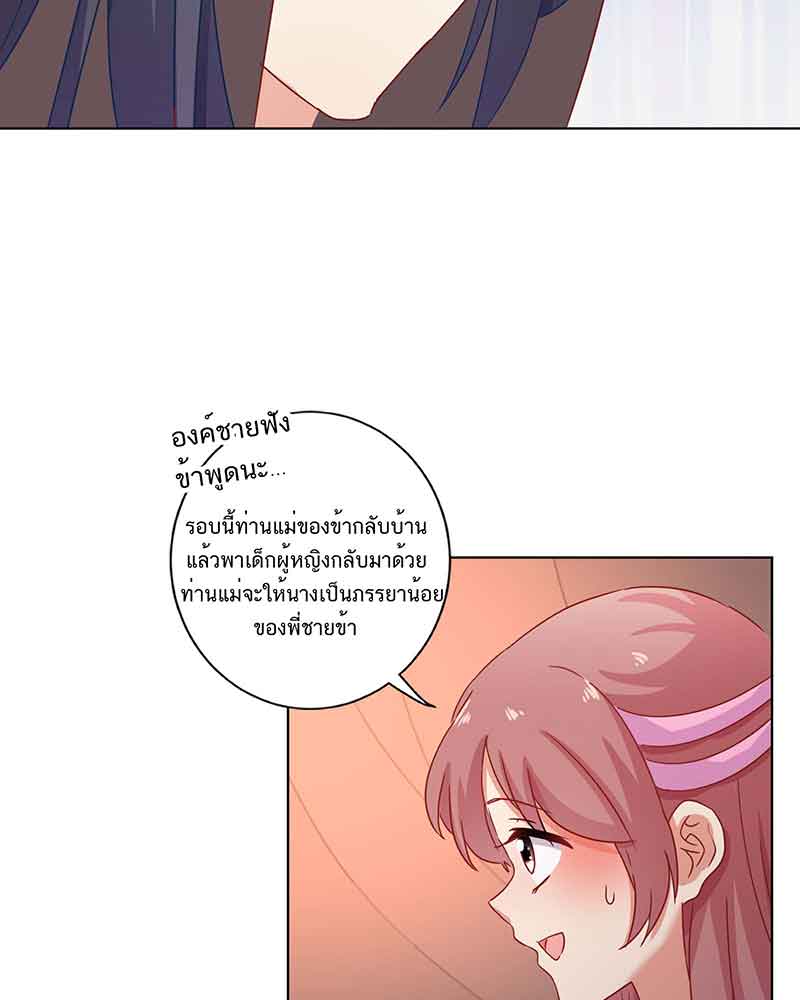 องค์ชายฟัง
ข้าพูดนะ...
รอบนี้ท่านแม่ของข้ากลับบ้าน
แล้วพาเด็กผู้หญิงกลับมาด้วย
ท่านแม่จะให้นางเป็นภรรยาน้อย
ของพี่ชายข้า